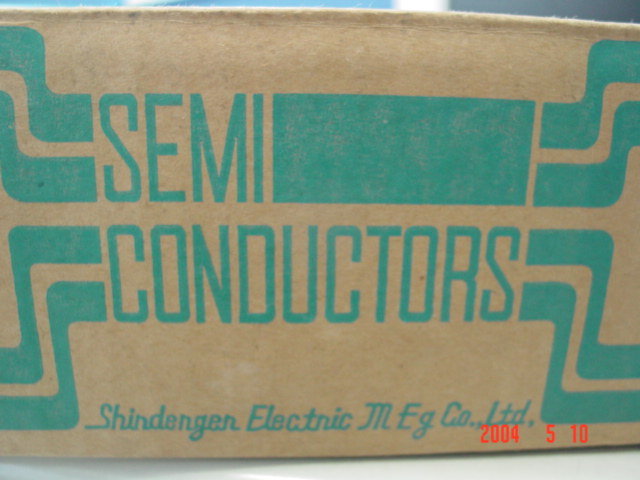 SEMI
CONDUCTORS
Shindengen Electric M F g Co., Ltd,
2004 5 10